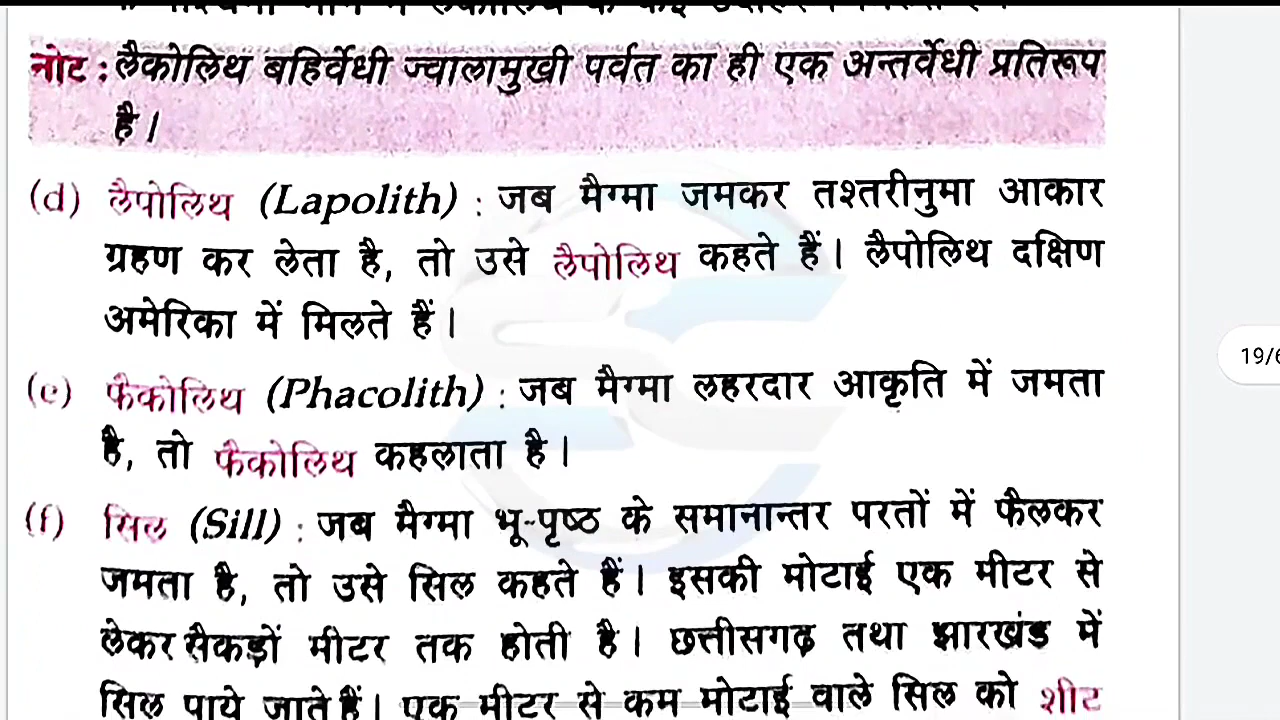 नोट : लैकोलिथ बहिर्वेधी ज्वालामुखी पर्वत का ही एक अन्तर्वेधी प्रतिरूप
है।
(d) लैपोलिथ (Lapolith) : जब मैग्मा जमकर तश्तरीनुमा आकार
ग्रहण कर लेता है, तो उसे लैपोलिथ कहते हैं। लैपोलिथ दक्षिण
अमेरिका में मिलते हैं।
(e) फैकोलिथ (Phacolith) : जब मैग्मा लहरदार आकृति में जमता
है, तो फैकोलिथ कहलाता है।
(f) सिल (Sill) : जब मैग्मा भू-पृष्ठ के समानान्तर परतों में फैलकर
जमता है, तो उसे सिल कहते हैं। इसकी मोटाई एक मीटर से
लेकर सैकड़ों मीटर तक होती है। छत्तीसगढ़ तथा झारखंड में
सिल पाये जाते हैं। एक मीटर से कम मोटाई वाले सिल को शीट
19/6